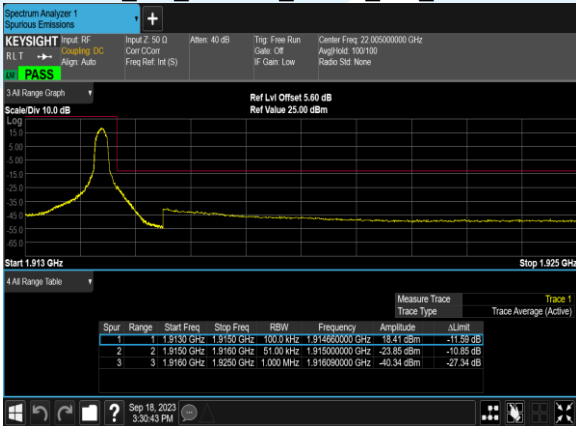 Spectrum Analyzer 1
Spurious Emissions
+
KEYSIGHT Input: RF Input Z: 50 Ω Atten: 40 dB Trig: Free Run Center Freq: 22.005000000 GHz
RLT Coupling: DC Corr CCorr Gate: Off Avg|Hold: 100/100
Align: Auto Freq Ref: Int (S) IF Gain: Low Radio Std: None
PASS
3 All Range Graph Ref Lvl Offset 5.60 dB
Scale/Div 10.0 dB Ref Value 25.00 dBm
Log
15.0
5.00
-5.00
-15.0
-25.0
-35.0
-45.0
-55.0
-65.0
Start 1.913 GHz Stop 1.925 GHz
4 All Range Table
Measure Trace Trace 1
Trace Type Trace Average (Active)
Spur Range Start Freq Stop Freq RBW Frequency Amplitude ΔLimit
1 1 1.9130 GHz 1.9150 GHz 100.0 kHz 1.914660000 GHz 18.41 dBm -11.59 dB
2 2 1.9150 GHz 1.9160 GHz 51.00 kHz 1.915000000 GHz -23.85 dBm -10.85 dB
3 3 1.9160 GHz 1.9250 GHz 1.000 MHz 1.916090000 GHz -40.34 dBm -27.34 dB
? Sep 18, 2023
3:30:43 PM